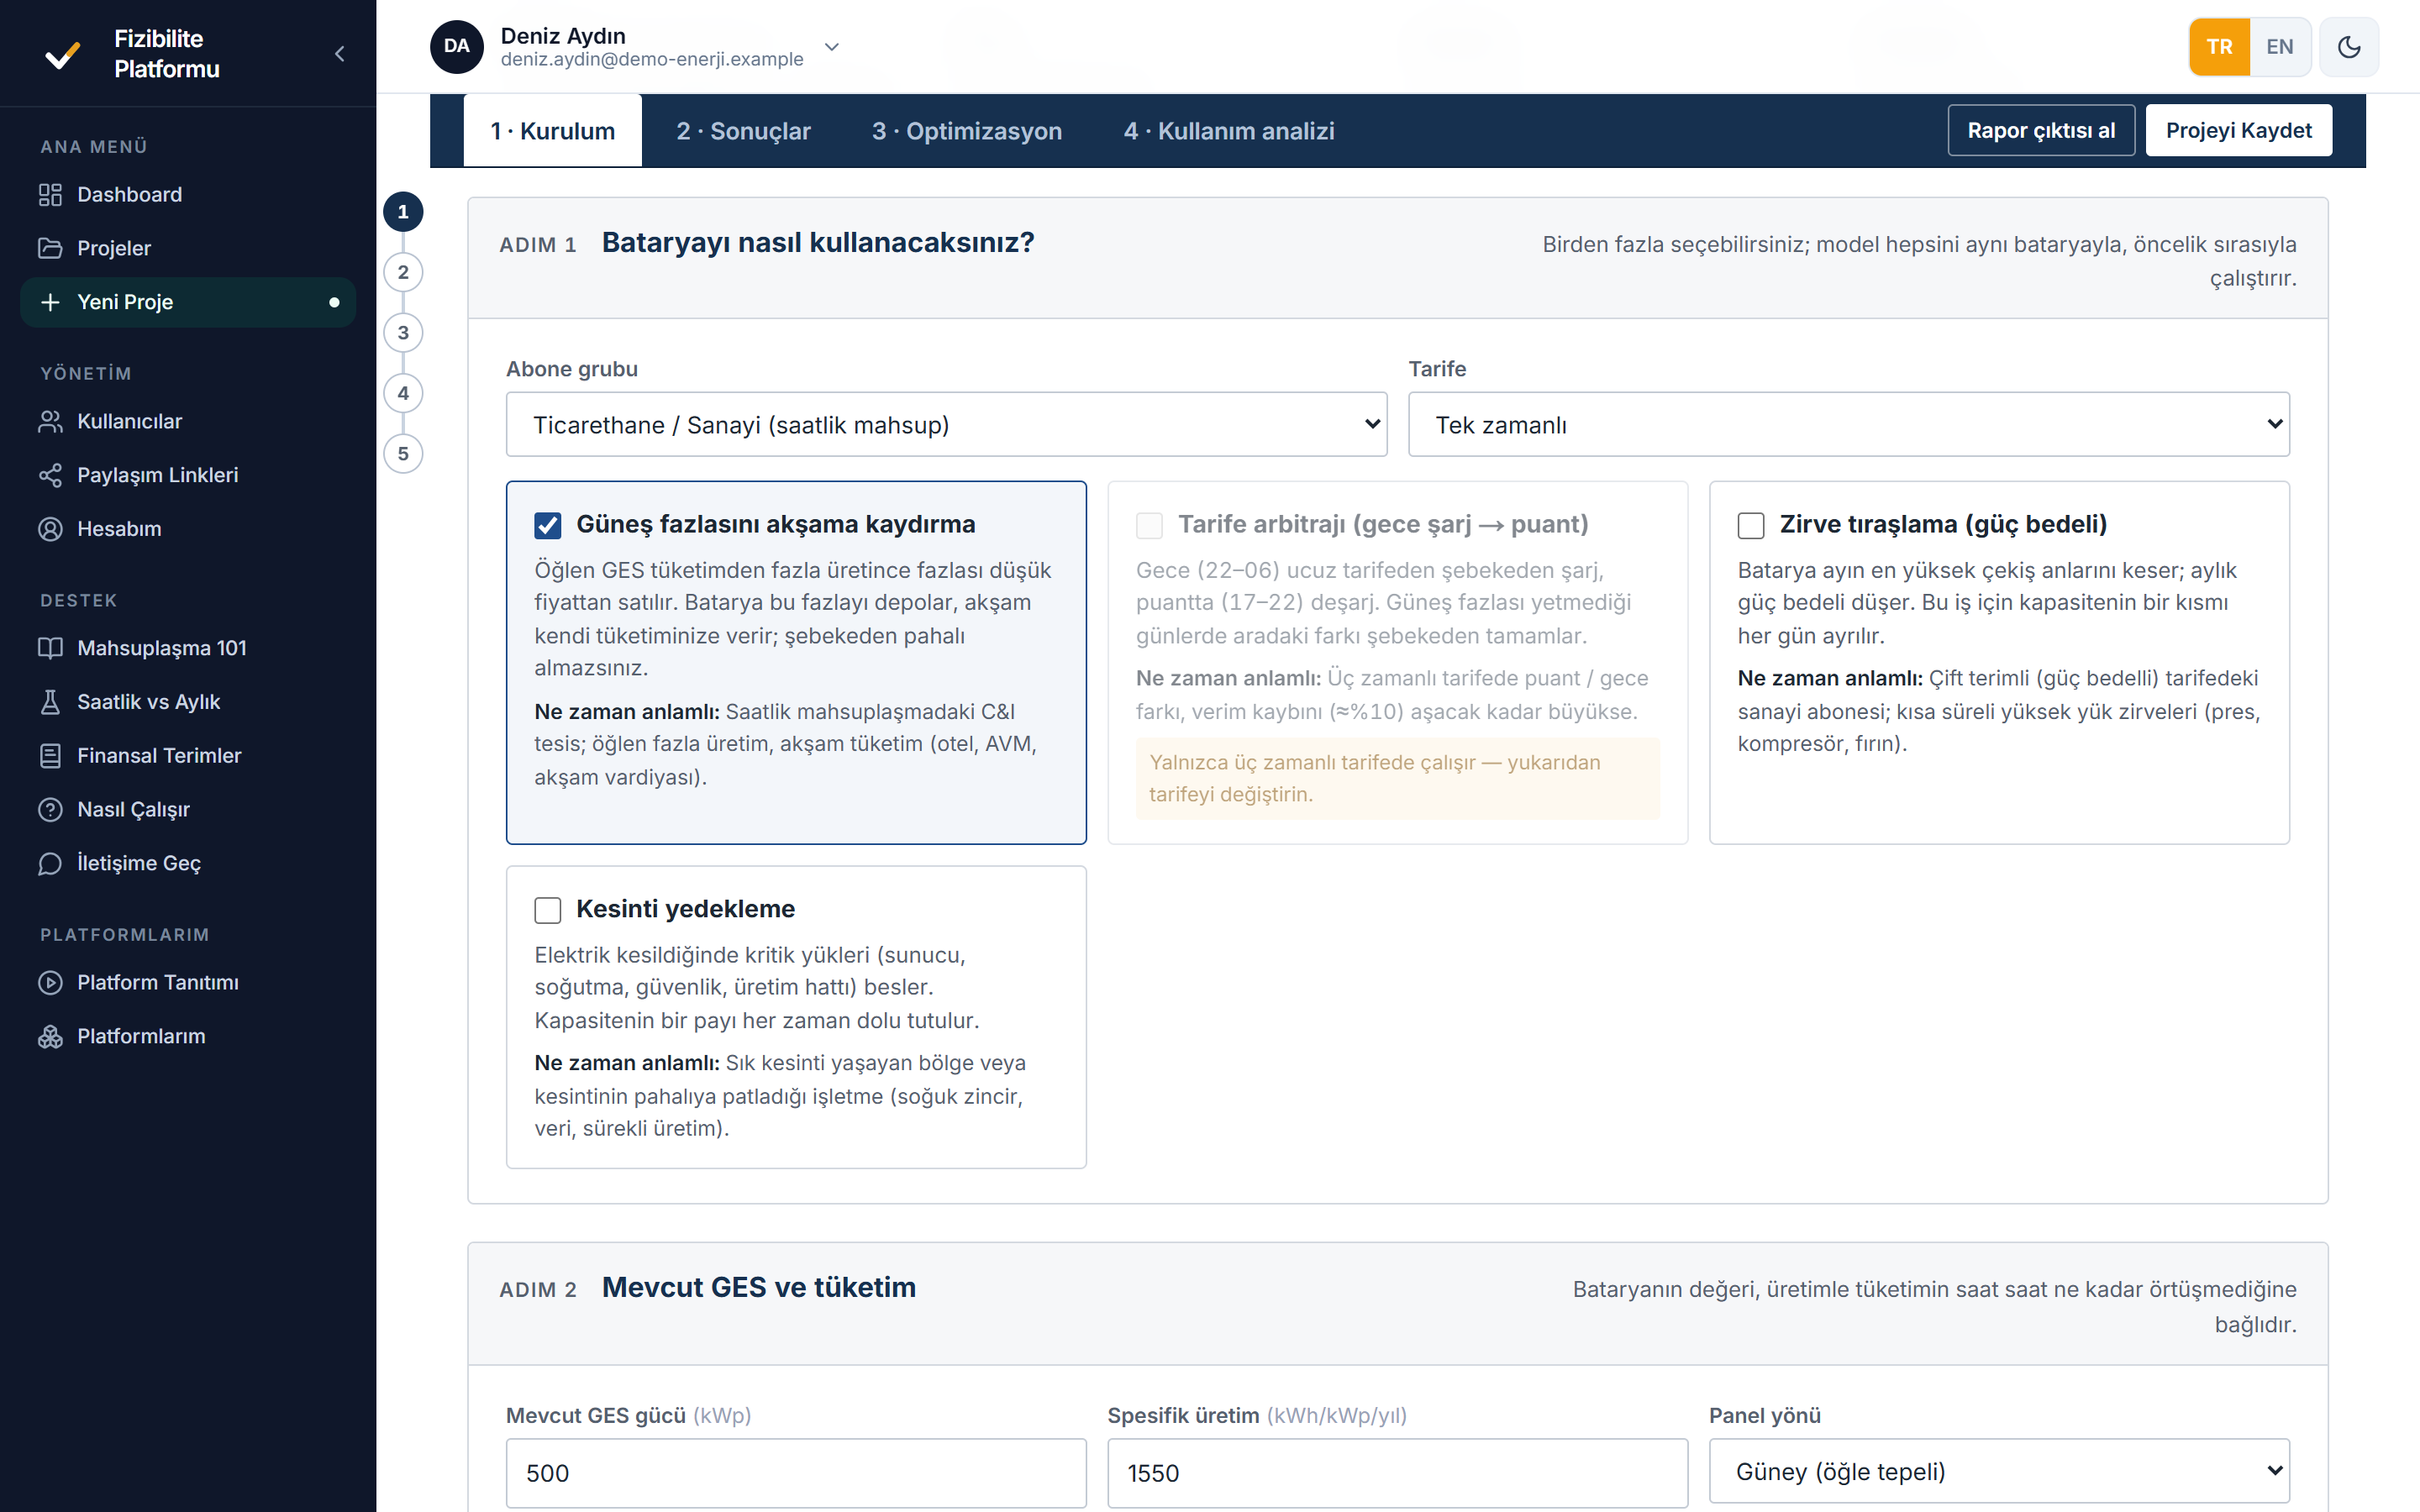 Fizibilite
Platformu
ANA MENÜ
Dashboard
Projeler
Yeni Proje
YÖNETİM
Kullanıcılar
Paylaşım Linkleri
Hesabım
DESTEK
Mahsuplaşma 101
Saatlik vs Aylık
Finansal Terimler
Nasıl Çalışır
İletişime Geç
PLATFORMLARIM
Platform Tanıtımı
Platformlarım
DA
Deniz Aydın
deniz.aydin@demo-enerji.example
TR EN
1 · Kurulum 2 · Sonuçlar 3 · Optimizasyon 4 · Kullanım analizi
Rapor çıktısı al Projeyi Kaydet
1
2
3
4
5
ADIM 1 Bataryayı nasıl kullanacaksınız?
Birden fazla seçebilirsiniz; model hepsini aynı bataryayla, öncelik sırasıyla
çalıştırır.
Abone grubu
Ticarethane / Sanayi (saatlik mahsup)
Tarife
Tek zamanlı
Güneş fazlasını akşama kaydırma
Öğlen GES tüketimden fazla üretince fazlası düşük
fiyattan satılır. Batarya bu fazlayı depolar, akşam
kendi tüketiminize verir; şebekeden pahalı
almazsınız.
Ne zaman anlamlı: Saatlik mahsuplaşmadaki C&I
tesis; öğlen fazla üretim, akşam tüketim (otel, AVM,
akşam vardiyası).
Tarife arbitrajı (gece şarj → puant)
Gece (22–06) ucuz tarifeden şebekeden şarj,
puantta (17–22) deşarj. Güneş fazlası yetmediği
günlerde aradaki farkı şebekeden tamamlar.
Ne zaman anlamlı: Üç zamanlı tarifede puant / gece
farkı, verim kaybını (≈%10) aşacak kadar büyükse.
Yalnızca üç zamanlı tarifede çalışır — yukarıdan
tarifeyi değiştirin.
Zirve tıraşlama (güç bedeli)
Batarya ayın en yüksek çekiş anlarını keser; aylık
güç bedeli düşer. Bu iş için kapasitenin bir kısmı
her gün ayrılır.
Ne zaman anlamlı: Çift terimli (güç bedelli) tarifedeki
sanayi abonesi; kısa süreli yüksek yük zirveleri (pres,
kompresör, fırın).
Kesinti yedekleme
Elektrik kesildiğinde kritik yükleri (sunucu,
soğutma, güvenlik, üretim hattı) besler.
Kapasitenin bir payı her zaman dolu tutulur.
Ne zaman anlamlı: Sık kesinti yaşayan bölge veya
kesintinin pahalıya patladığı işletme (soğuk zincir,
veri, sürekli üretim).
ADIM 2 Mevcut GES ve tüketim
Bataryanın değeri, üretimle tüketimin saat saat ne kadar örtüşmediğine
bağlıdır.
Mevcut GES gücü (kWp)
500
Spesifik üretim (kWh/kWp/yıl)
1550
Panel yönü
Güney (öğle tepeli)